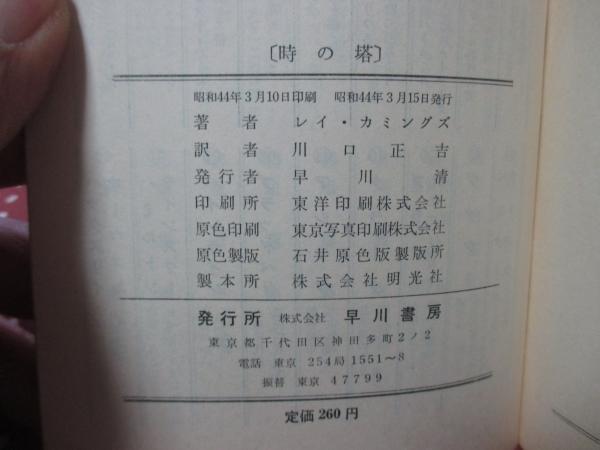 〔時の塔〕
昭和44年3月10日印刷　昭和44年3月15日発行
著者　レイ・カミングズ
訳者　川口正吉
発行者　早川清
印刷所　東洋印刷株式会社
原色印刷　東京写真印刷株式会社
原色製版　石井原色版製版所
製本所　株式会社明光社
発行所　株式会社　早川書房
東京都千代田区神田多町2ノ2
電話　東京　254局1551〜8
振替　東京　47799
定価260円